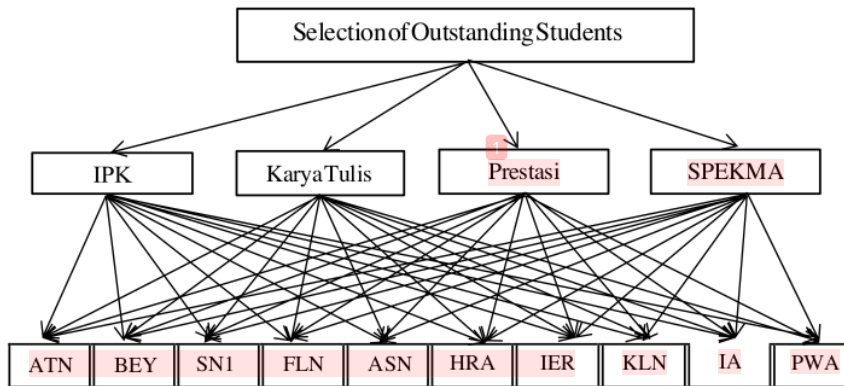 Selection of Outstanding Students
1
IPK Karya Tulis Prestasi SPEKMA
ATN BEY SN1 FLN ASN HRA IER KLN IA PWA